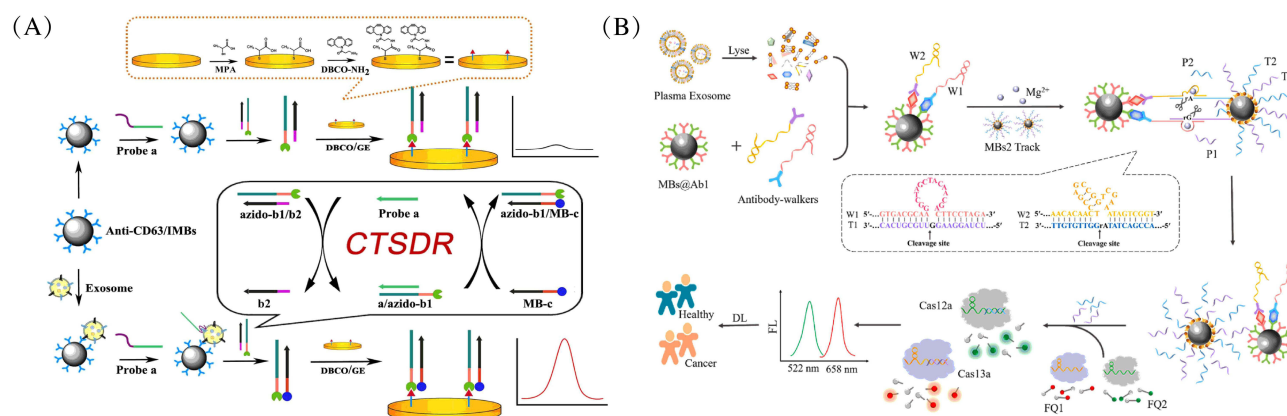 (A)
MPA
DBCO-NH₂
Probe a
DBCO/GE
azido-b1/b2
Probe a
azido-b1/MB-c
Anti-CD63/IMBs
CTSDR
Exosome
b2
a/azido-b1
MB-c
Probe a
DBCO/GE
(B)
Lyse
Plasma Exosome
MBs@Ab1
Antibody-walkers
W2
W1
Mg²⁺
MBs2 Track
P2
T2
T
rA
rG
P1
W1 5'-...GTGACGCAA CTTCCTAGA-3'
T1 3'-...CACUGCGUUGGAAGGAUCU...-5'
Cleavage site
W2 5'-...AACACAACT ATAGTCGGT-3'
T2 3'-...TTGTGTTGGrATATCAGCCA...-5'
Cleavage site
Healthy
Cancer
DL
FL
522 nm 658 nm
Cas12a
Cas13a
FQ1
FQ2